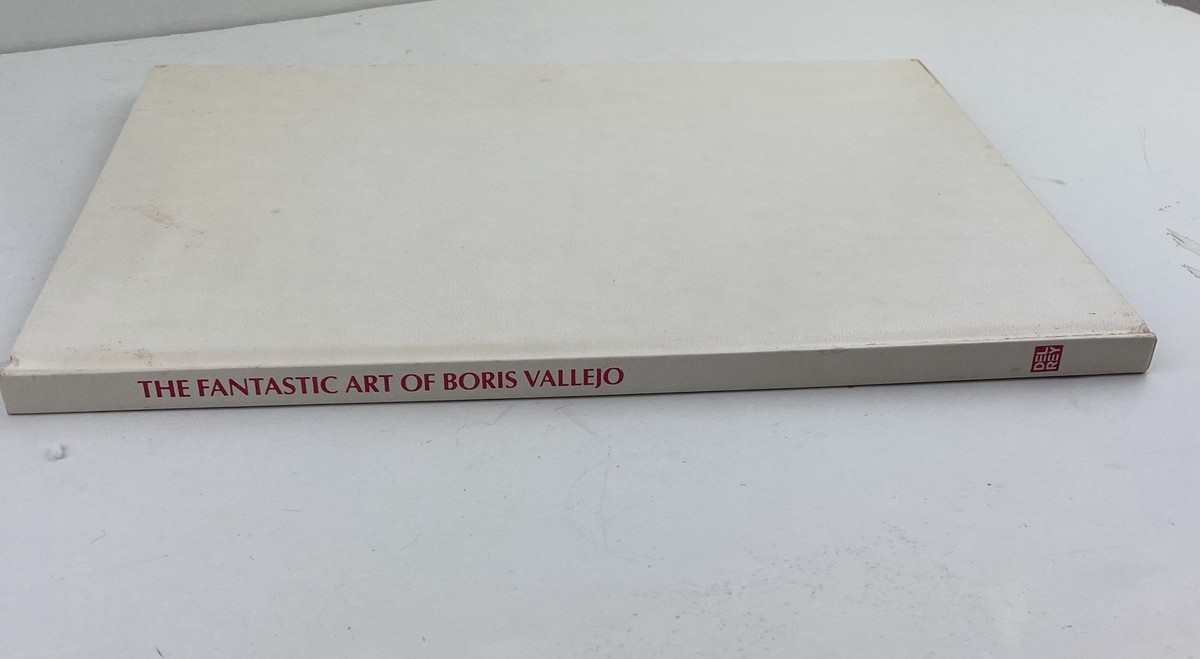 THE FANTASTIC ART OF BORIS VALLEJO
DEL
REY